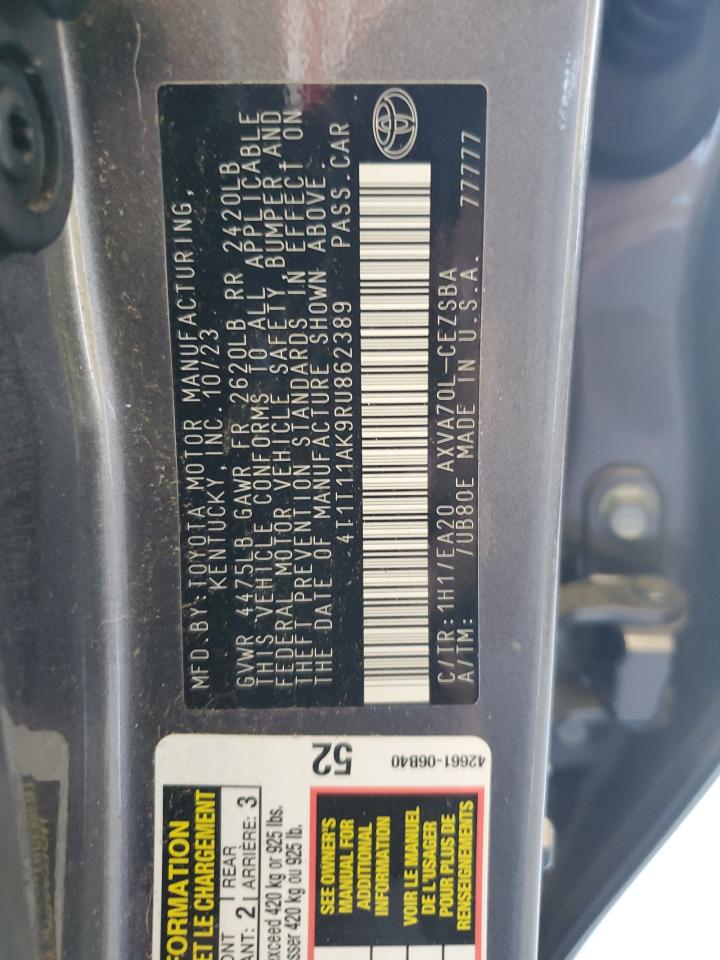 MFD.BY:TOYOTA MOTOR MANUFACTURING,
KENTUCKY, INC. 10/23
GVWR 4475LB GAWR FR 2620LB RR 2420LB
THIS VEHICLE CONFORMS TO ALL APPLICABLE
FEDERAL MOTOR VEHICLE SAFETY, BUMPER AND
THEFT PREVENTION STANDARDS IN EFFECT ON
THE DATE OF MANUFACTURE SHOWN ABOVE.
4T1T11AK9RU862389 PASS.CAR
C/TR:1H1/EA20 AXVA70L-CEZSBA 77777
A/TM: /UB80E MADE IN U.S.A.
52
42661-06B40
FORMATION
ET LE CHARGEMENT
ONT 2 REAR 3
ANT: ARRIÈRE:
exceed 420 kg or 925 lbs.
sser 420 kg ou 925 lb.
SEE OWNER'S
MANUAL FOR
ADDITIONAL
INFORMATION
VOIR LE MANUEL
DE L'USAGER
POUR PLUS DE
RENSEIGNEMENTS